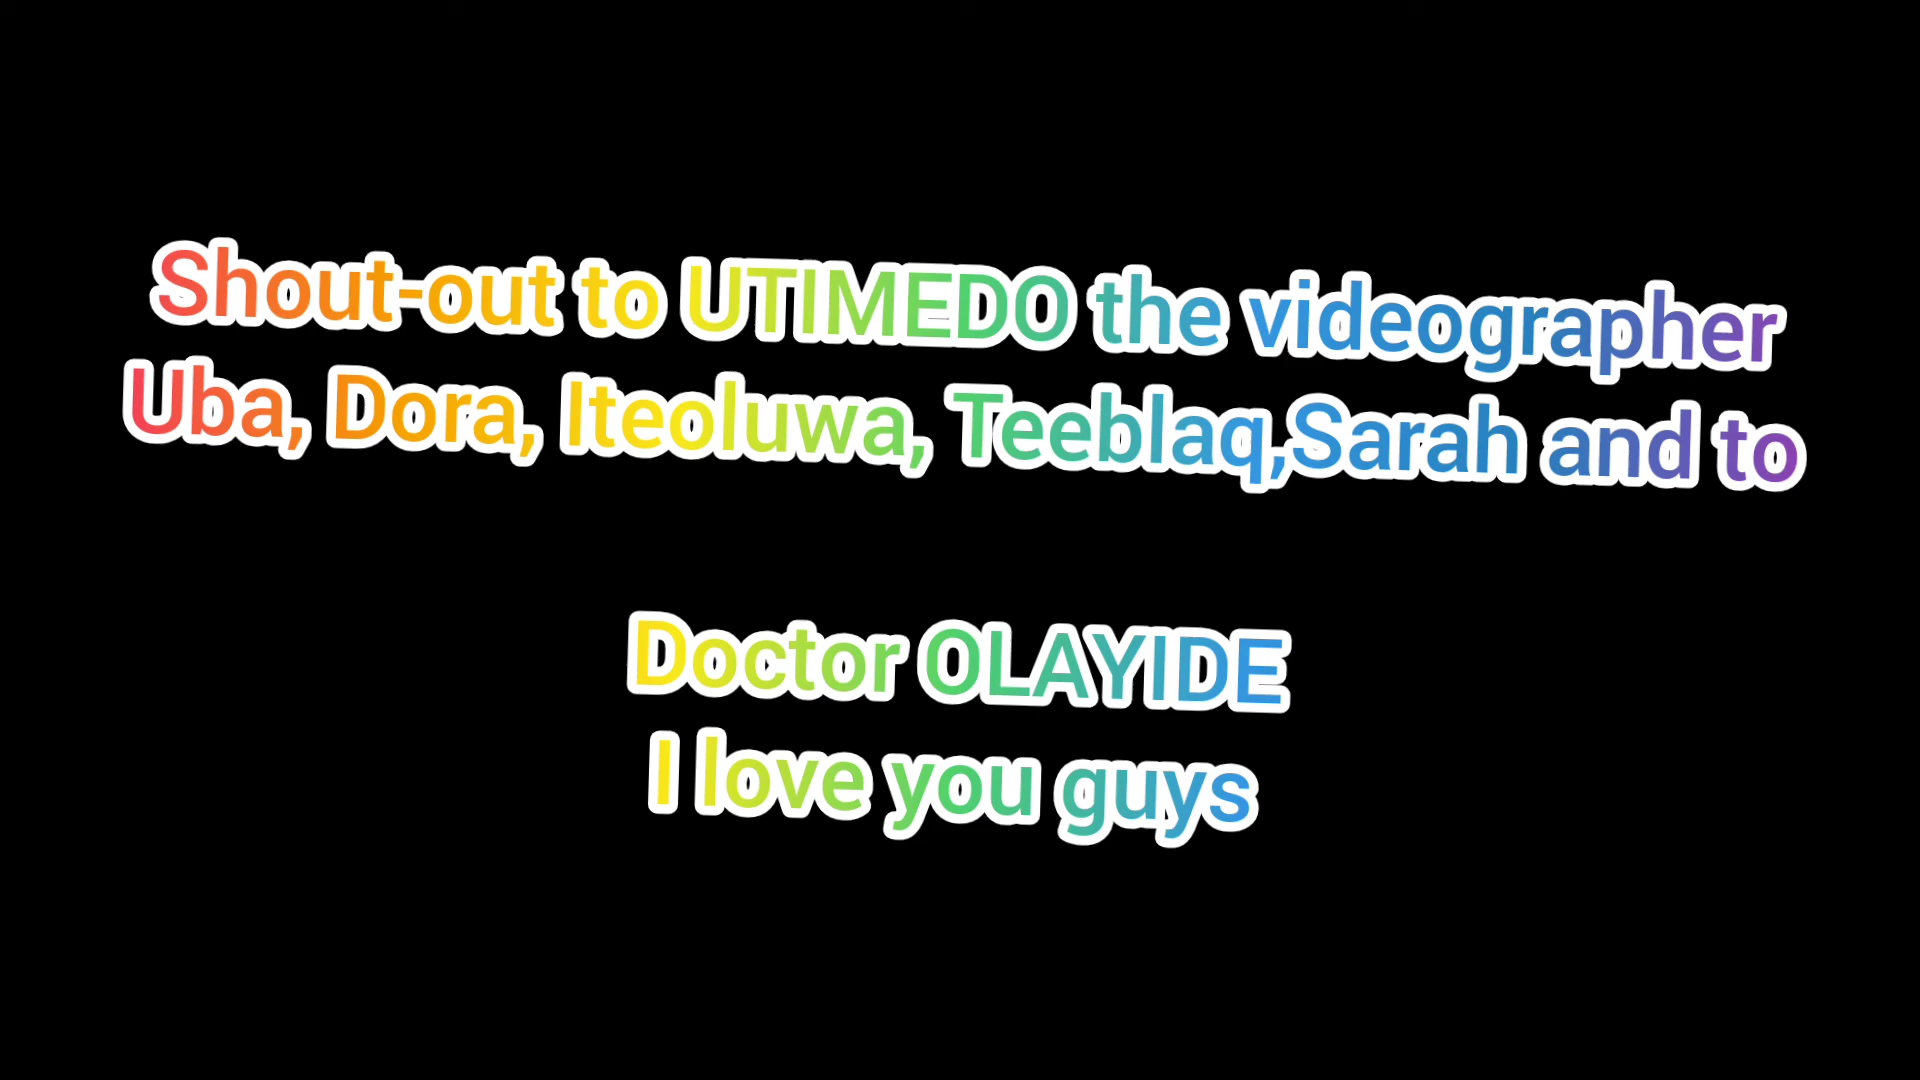 Shout-out to UTIMEDO the videographer
Uba, Dora, Iteoluwa, Teeblaq,Sarah and to
Doctor OLAYIDE
I love you guys